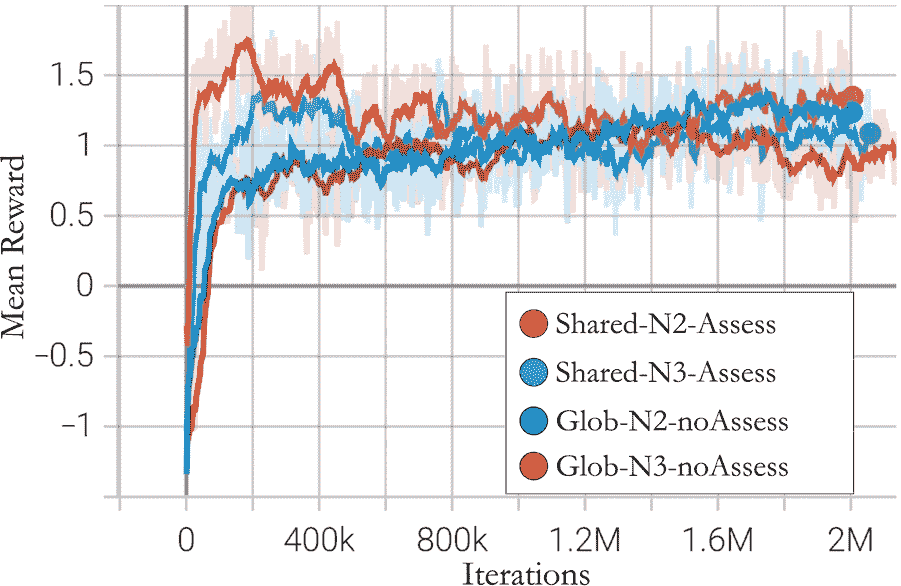 Mean Reward
1.5
1
0.5
0
−0.5
−1
Shared-N2-Assess
Shared-N3-Assess
Glob-N2-noAssess
Glob-N3-noAssess
0 400k 800k 1.2M 1.6M 2M
Iterations